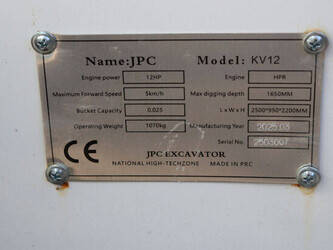 Name:JPC Model: KV12
Engine power 12HP Engine HPR
Maximum Forward Speed 5km/h Max digging depth 1650MM
Bucket Capacity 0.025 L x W x H 2500*950*2200MM
Operating Weight 1070kg Manufacturing Year 2025.03
Serial No 2503007
CE JPC EXCAVATOR
NATIONAL HIGH-TECHZONE MADE IN PRC